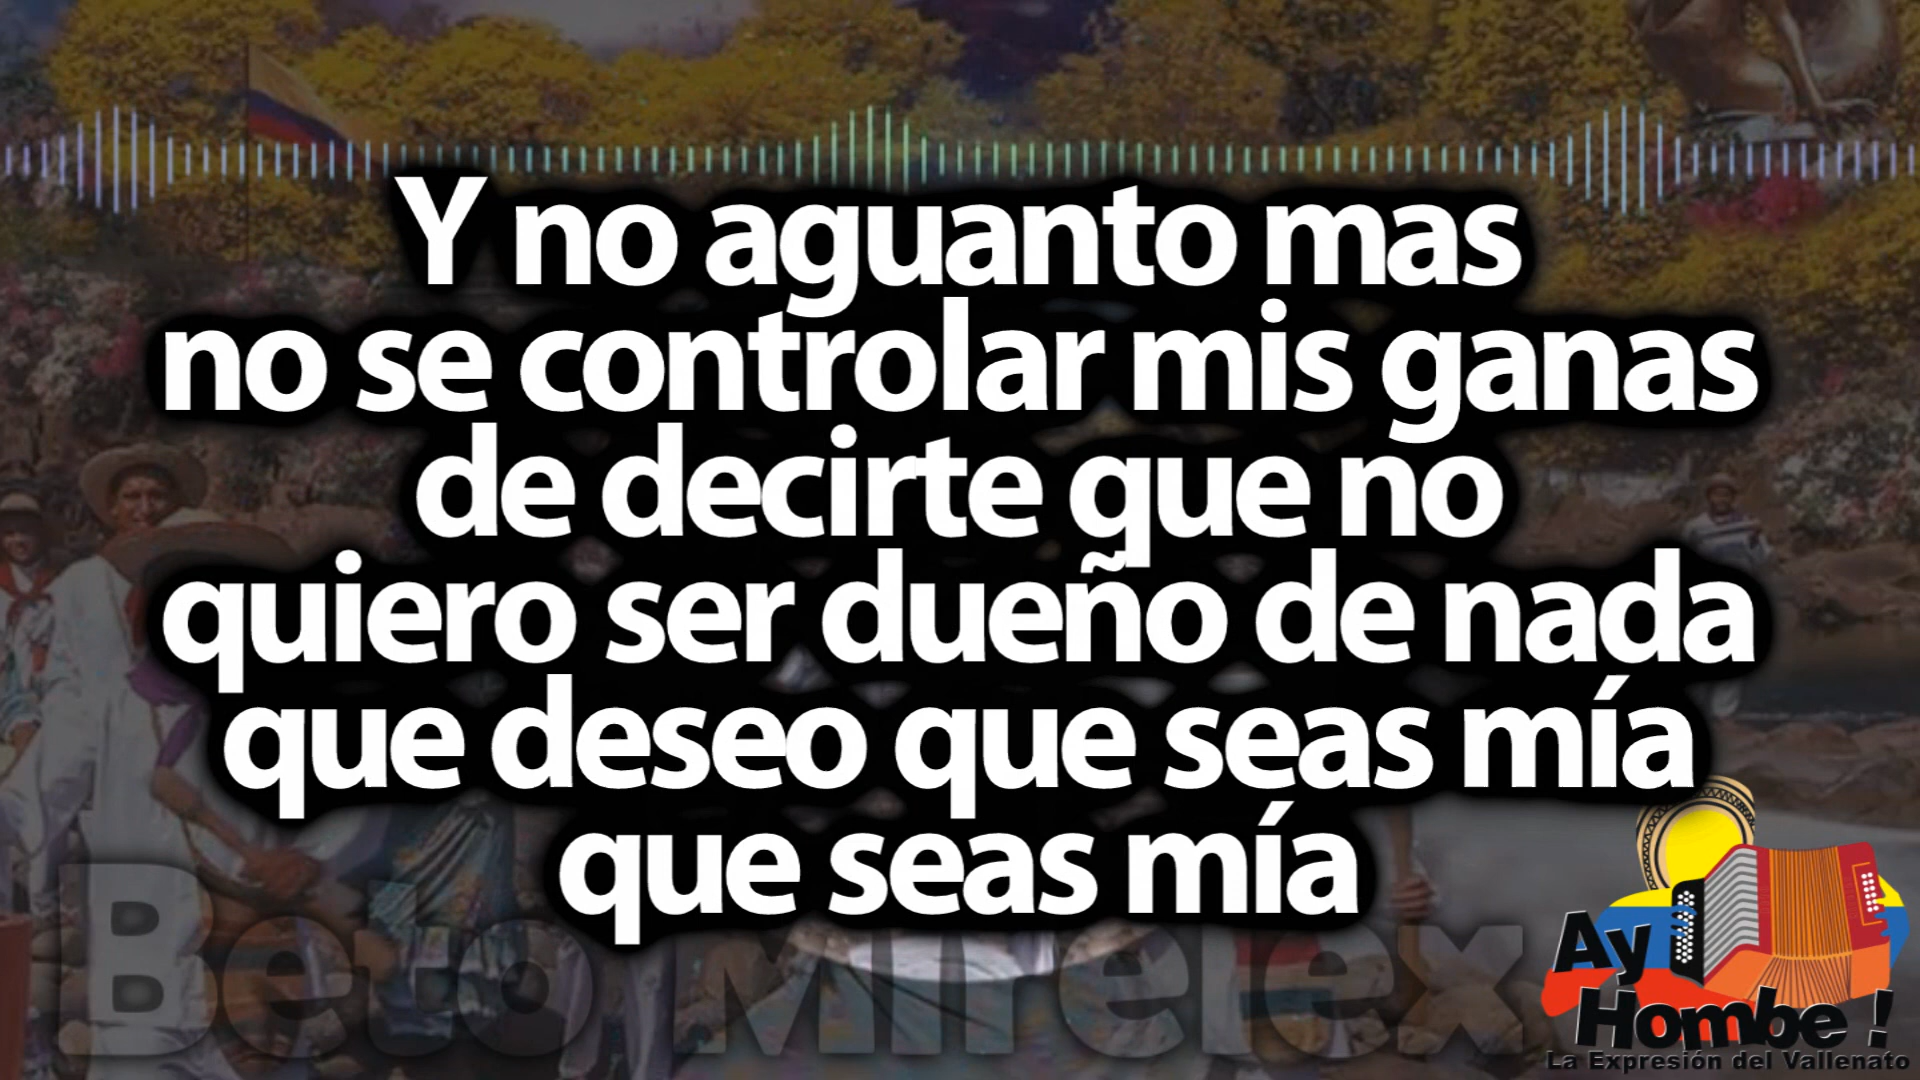 Y no aguanto mas
no se controlar mis ganas
de decirte que no
quiero ser dueño de nada
que deseo que seas mía
que seas mía
Beto Mirelex
Ay
Hombe !
La Expresión del Vallenato